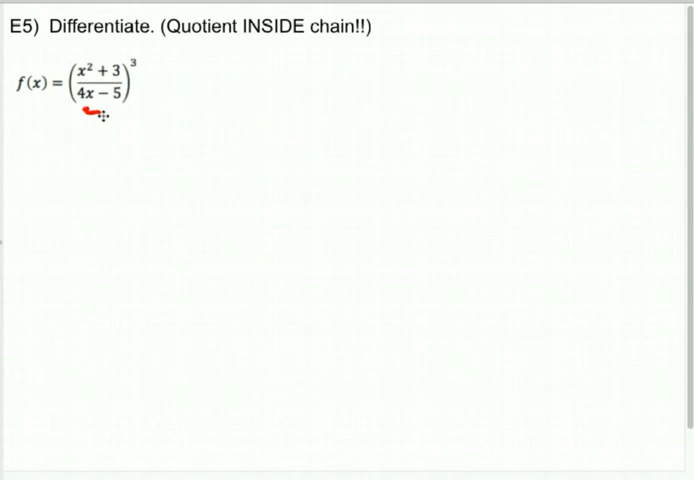 E5) Differentiate. (Quotient INSIDE chain!!)
f(x) = ((x² + 3)/(4x − 5))³